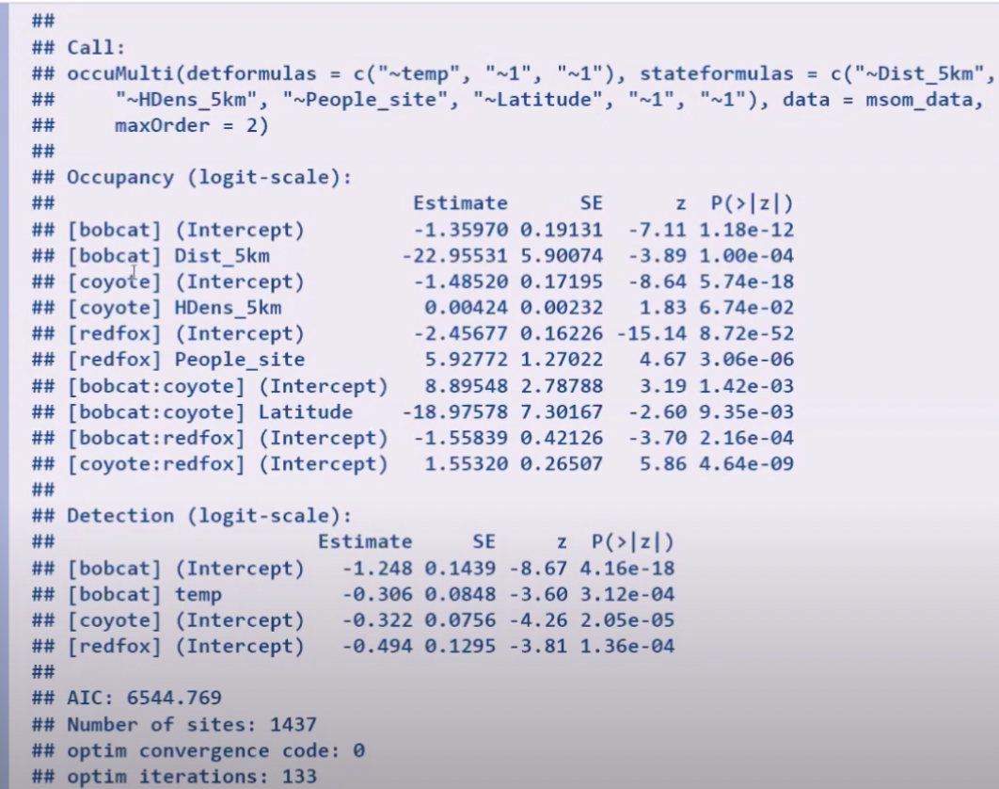 ##
## Call:
## occuMulti(detformulas = c("~temp", "~1", "~1"), stateformulas = c("~Dist_5km",
##     "~HDens_5km", "~People_site", "~Latitude", "~1", "~1"), data = msom_data,
##     maxOrder = 2)
##
## Occupancy (logit-scale):
##                              Estimate      SE      z  P(>|z|)
## [bobcat] (Intercept)         -1.35970 0.19131  -7.11 1.18e-12
## [bobcat] Dist_5km           -22.95531 5.90074  -3.89 1.00e-04
## [coyote] (Intercept)         -1.48520 0.17195  -8.64 5.74e-18
## [coyote] HDens_5km            0.00424 0.00232   1.83 6.74e-02
## [redfox] (Intercept)         -2.45677 0.16226 -15.14 8.72e-52
## [redfox] People_site          5.92772 1.27022   4.67 3.06e-06
## [bobcat:coyote] (Intercept)   8.89548 2.78788   3.19 1.42e-03
## [bobcat:coyote] Latitude    -18.97578 7.30167  -2.60 9.35e-03
## [bobcat:redfox] (Intercept)  -1.55839 0.42126  -3.70 2.16e-04
## [coyote:redfox] (Intercept)   1.55320 0.26507   5.86 4.64e-09
##
## Detection (logit-scale):
##                      Estimate     SE     z  P(>|z|)
## [bobcat] (Intercept)   -1.248 0.1439 -8.67 4.16e-18
## [bobcat] temp          -0.306 0.0848 -3.60 3.12e-04
## [coyote] (Intercept)   -0.322 0.0756 -4.26 2.05e-05
## [redfox] (Intercept)   -0.494 0.1295 -3.81 1.36e-04
##
## AIC: 6544.769
## Number of sites: 1437
## optim convergence code: 0
## optim iterations: 133